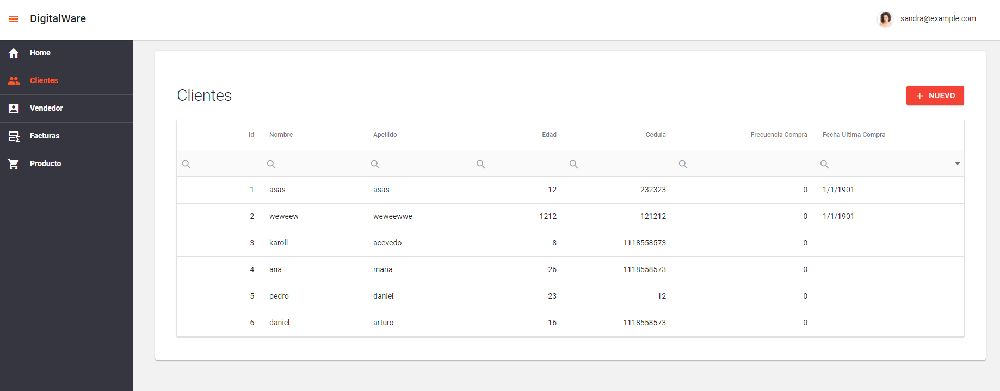 DigitalWare
sandra@example.com
Home
Clientes
Vendedor
Facturas
Producto
Clientes
NUEVO
Id Nombre Apellido Edad Cedula Frecuencia Compra Fecha Ultima Compra
1 asas asas 12 232323 0 1/1/1901
2 weweew weweewwe 1212 121212 0 1/1/1901
3 karoll acevedo 8 1118558573 0
4 ana maria 26 1118558573 0
5 pedro daniel 23 12 0
6 daniel arturo 16 1118558573 0